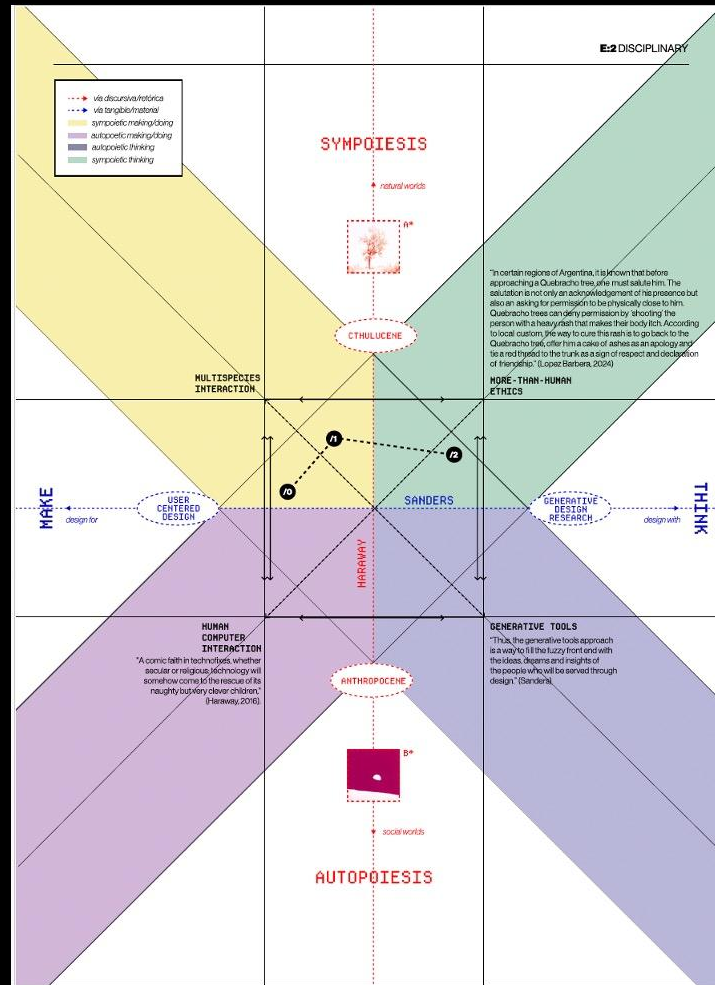 E:2 DISCIPLINARY
via discursiva/retórica
via tangible/material
sympoietic making/doing
autopoetic making/doing
autopoietic thinking
sympoietic thinking
SYMPOIESIS
natural worlds
A*
"In certain regions of Argentina, it is known that before
approaching a Quebracho tree, one must salute him. The
salutation is not only an acknowledgement of his presence but
also an asking for permission to be physically close to him.
Quebracho trees can deny permission by 'shooting' the
person with a heavy rash that makes their body itch. According
to local custom, the way to cure this rash is to go back to the
Quebracho tree, offer him a cake of ashes as an apology and
tie a red thread to the trunk as a sign of respect and declaration
of friendship." (Lopez Barbera, 2024)
CTHULUCENE
MULTISPECIES
INTERACTION
MORE-THAN-HUMAN
ETHICS
/1
/2
/0
MAKE
design for
USER
CENTERED
DESIGN
SANDERS
GENERATIVE
DESIGN
RESEARCH
design with
THINK
HARAWAY
HUMAN
COMPUTER
INTERACTION
"A comic faith in technofixes, whether
secular or religious: technology will
somehow come to the rescue of its
naughty but very clever children,"
(Haraway, 2016).
GENERATIVE TOOLS
"Thus, the generative tools approach
is a way to fill the fuzzy front end with
the ideas, dreams and insights of
the people who will be served through
design." (Sanders)
ANTHROPOCENE
B*
social worlds
AUTOPOIESIS